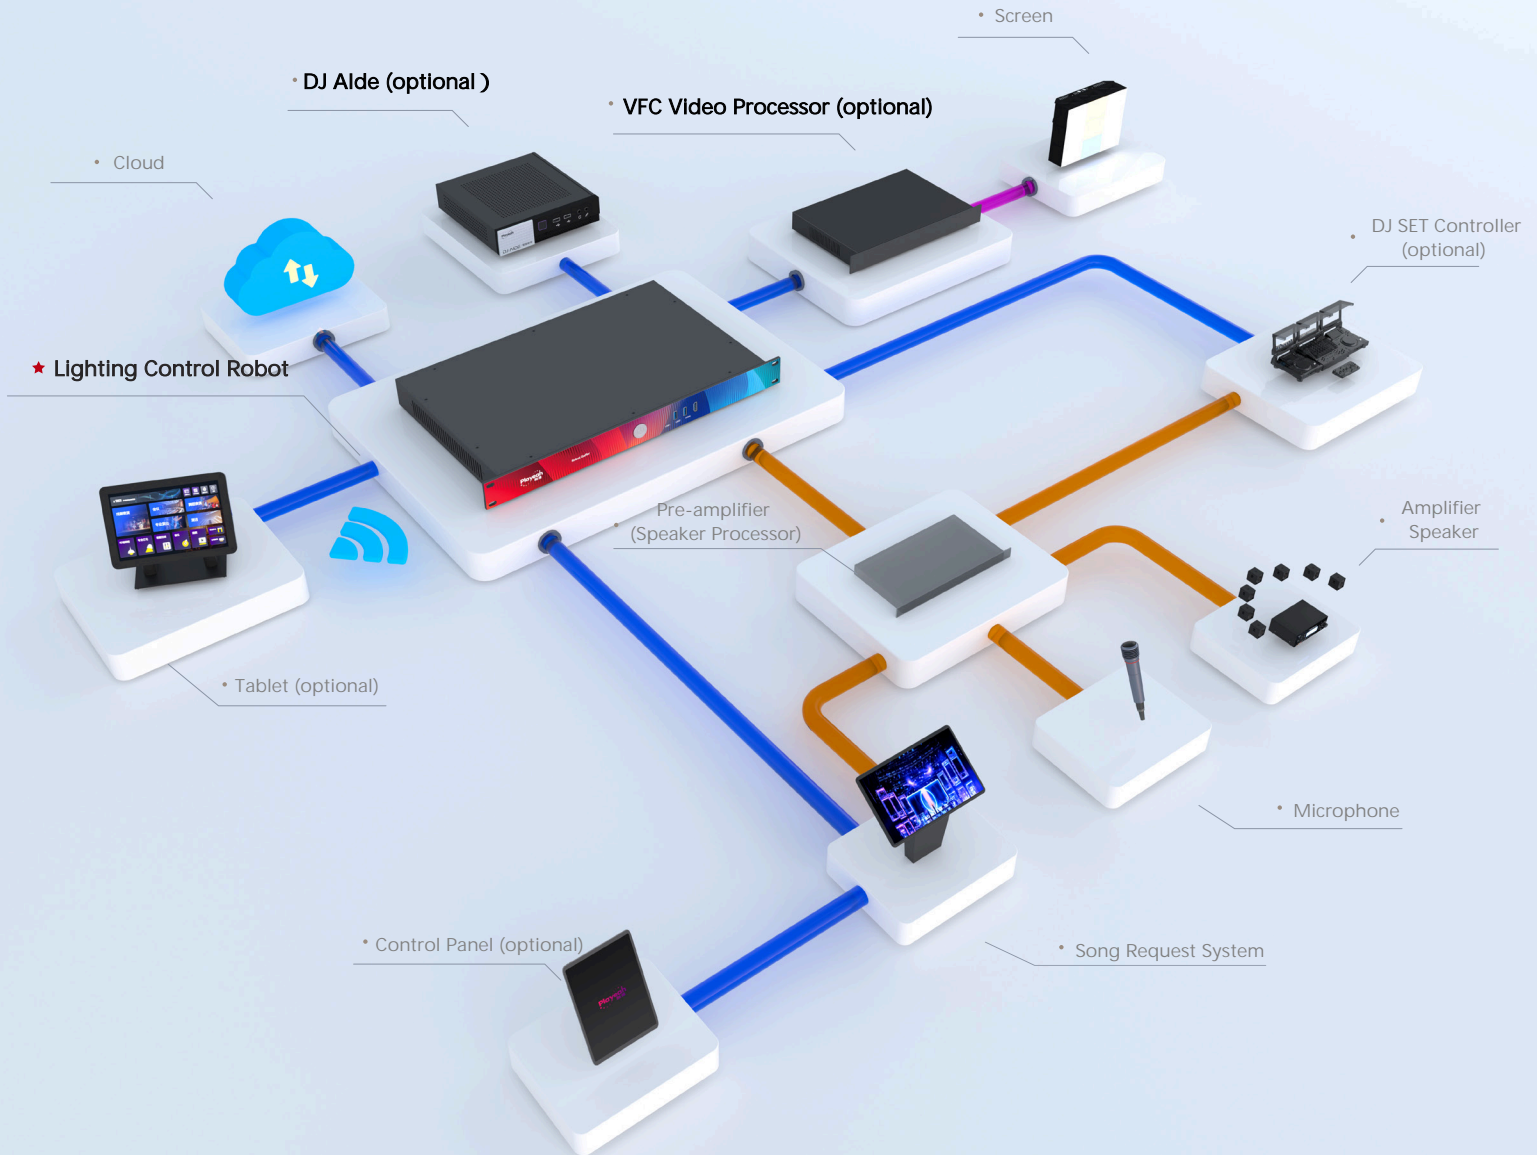 Screen
DJ AIde (optional )
VFC Video Processor (optional)
Cloud
DJ SET Controller
(optional)
Lighting Control Robot
Pre-amplifier
(Speaker Processor)
Amplifier
Speaker
Tablet (optional)
Microphone
Control Panel (optional)
Song Request System